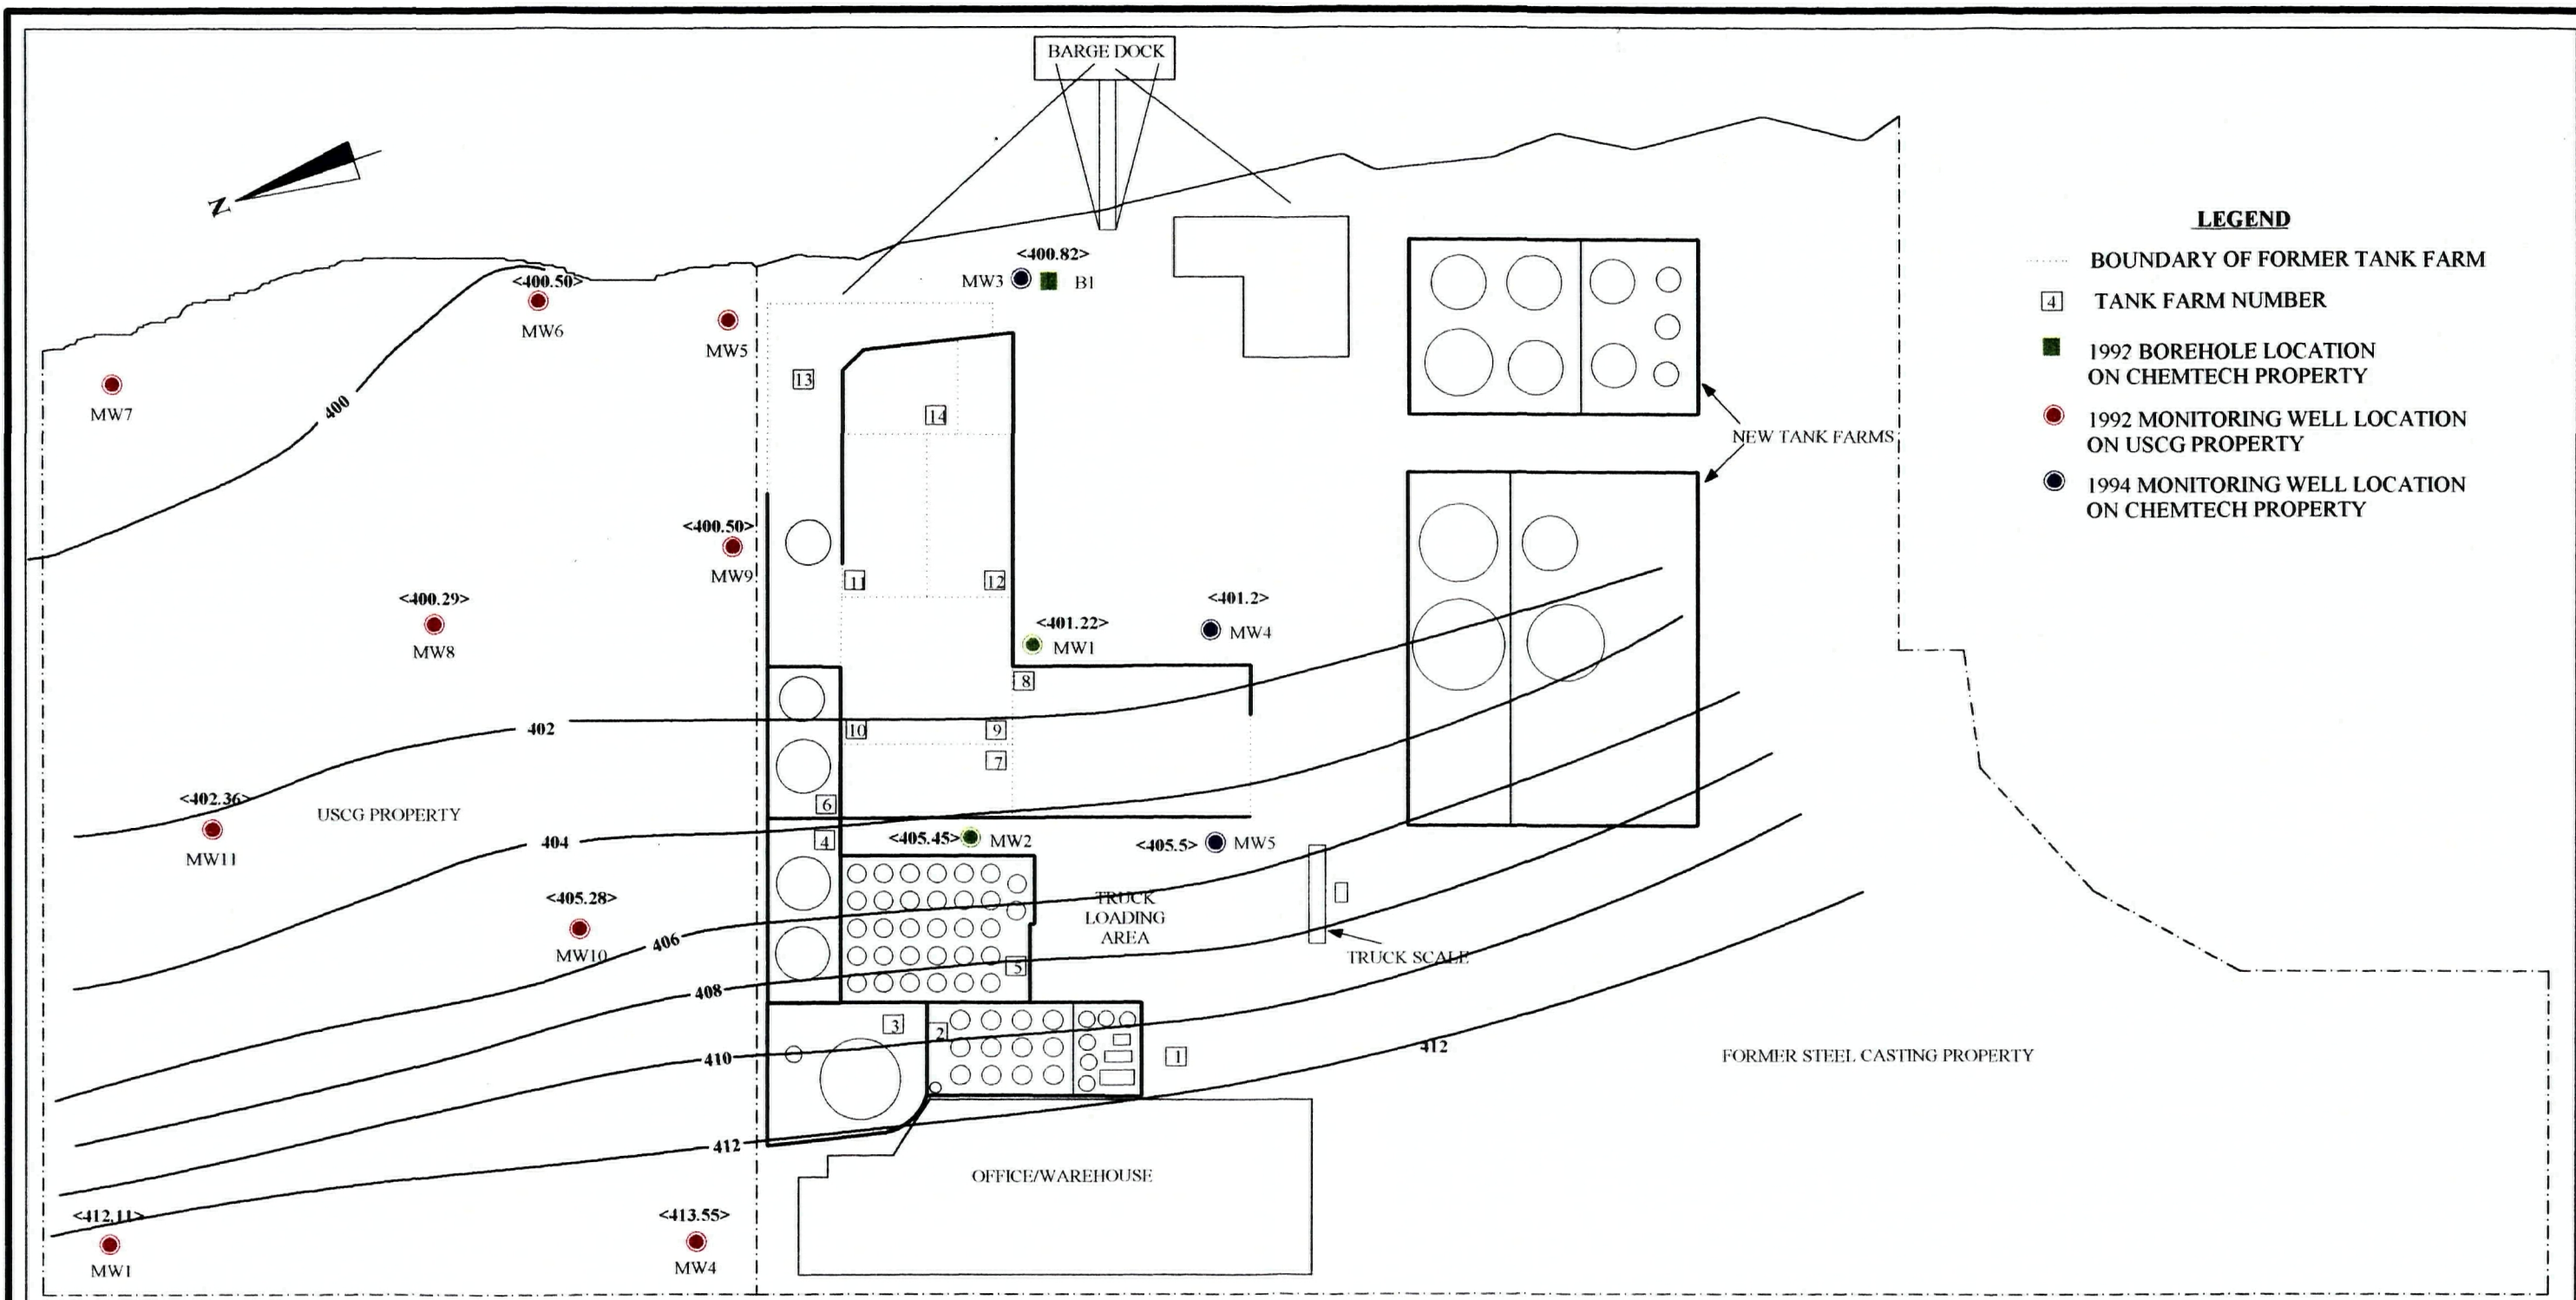 BARGE DOCK
N
LEGEND
BOUNDARY OF FORMER TANK FARM
4 TANK FARM NUMBER
1992 BOREHOLE LOCATION
ON CHEMTECH PROPERTY
1992 MONITORING WELL LOCATION
ON USCG PROPERTY
1994 MONITORING WELL LOCATION
ON CHEMTECH PROPERTY
<400.82>
MW3
B1
<400.50>
MW6
MW5
MW7
400
13
14
NEW TANK FARMS
<400.50>
MW9
11
12
<400.29>
MW8
<401.22>
MW1
<401.2>
MW4
8
402
10
9
7
<402.36>
MW11
USCG PROPERTY
6
404
4
<405.45>
MW2
<405.5>
MW5
<405.28>
MW10
406
TRUCK
LOADING
AREA
TRUCK SCALE
5
408
3
2
410
1
412
FORMER STEEL CASTING PROPERTY
412
OFFICE/WAREHOUSE
<412.11>
MW1
<413.55>
MW4